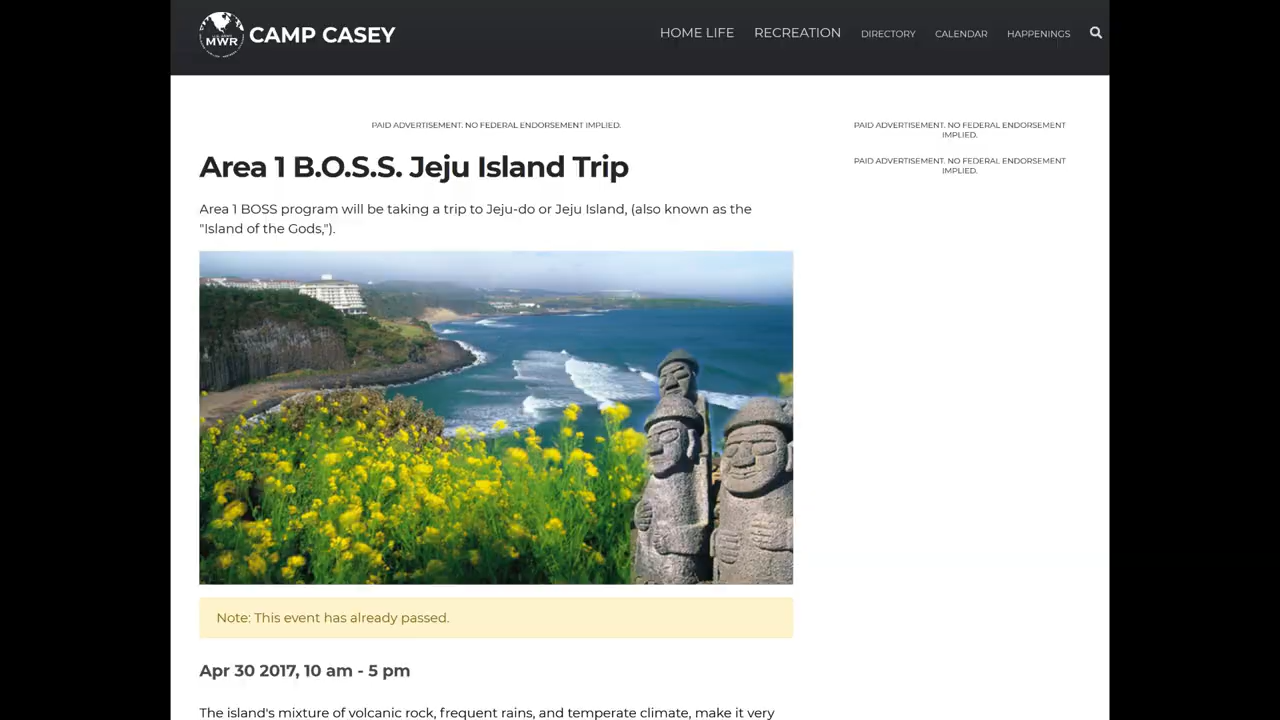 MWR
CAMP CASEY
HOME LIFE
RECREATION
DIRECTORY
CALENDAR
HAPPENINGS
PAID ADVERTISEMENT. NO FEDERAL ENDORSEMENT IMPLIED.
Area 1 B.O.S.S. Jeju Island Trip
Area 1 BOSS program will be taking a trip to Jeju-do or Jeju Island, (also known as the
"Island of the Gods,").
Note: This event has already passed.
Apr 30 2017, 10 am - 5 pm
The island's mixture of volcanic rock, frequent rains, and temperate climate, make it very
PAID ADVERTISEMENT. NO FEDERAL ENDORSEMENT
IMPLIED.
PAID ADVERTISEMENT. NO FEDERAL ENDORSEMENT
IMPLIED.